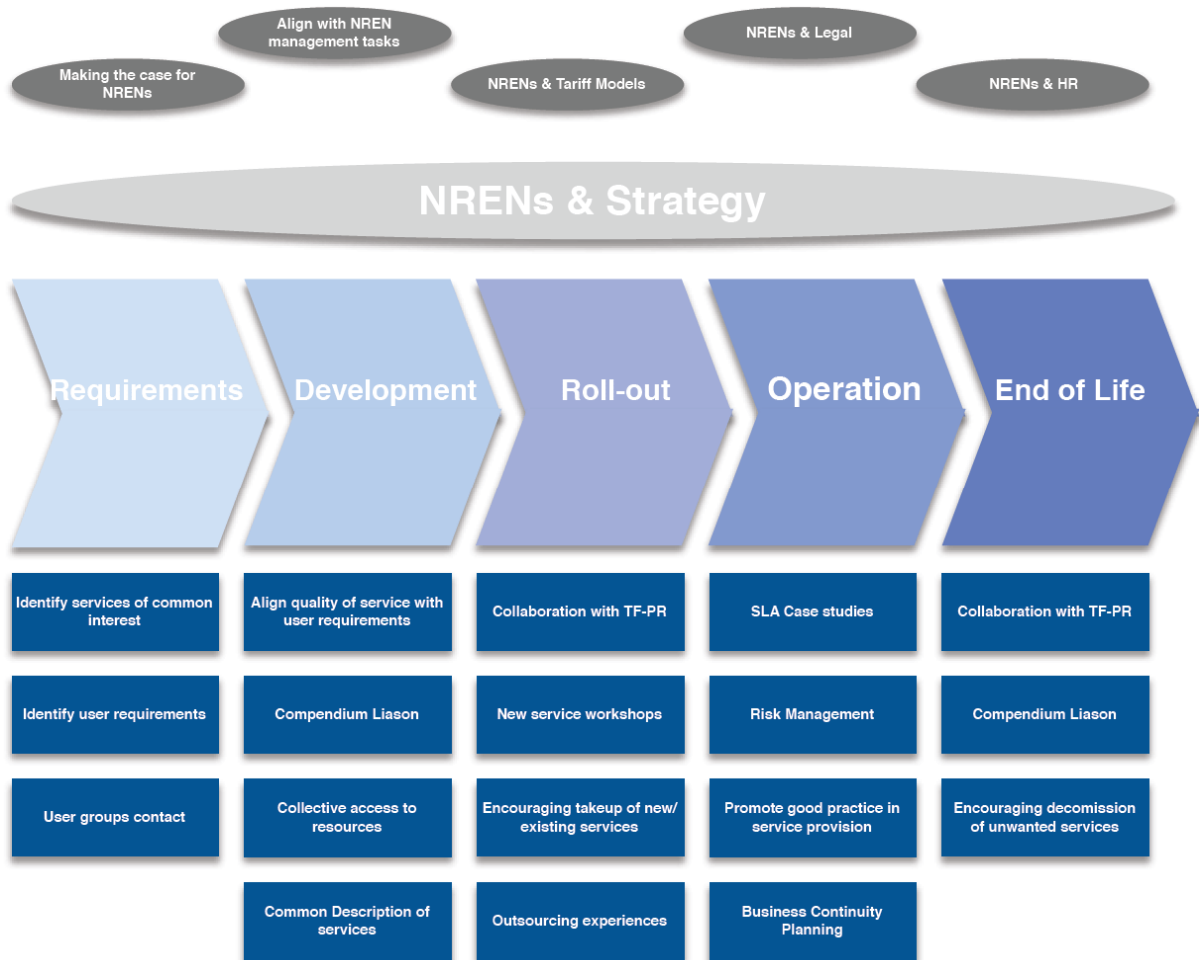 Align with NREN
management tasks
NRENs & Legal
Making the case for
NRENs
NRENs & Tariff Models
NRENs & HR
NRENs & Strategy
Requirements
Development
Roll-out
Operation
End of Life
Identify services of common
interest
Align quality of service with
user requirements
Collaboration with TF-PR
SLA Case studies
Collaboration with TF-PR
Identify user requirements
Compendium Liason
New service workshops
Risk Management
Compendium Liason
User groups contact
Collective access to
resources
Encouraging takeup of new/
existing services
Promote good practice in
service provision
Encouraging decomission
of unwanted services
Common Description of
services
Outsourcing experiences
Business Continuity
Planning